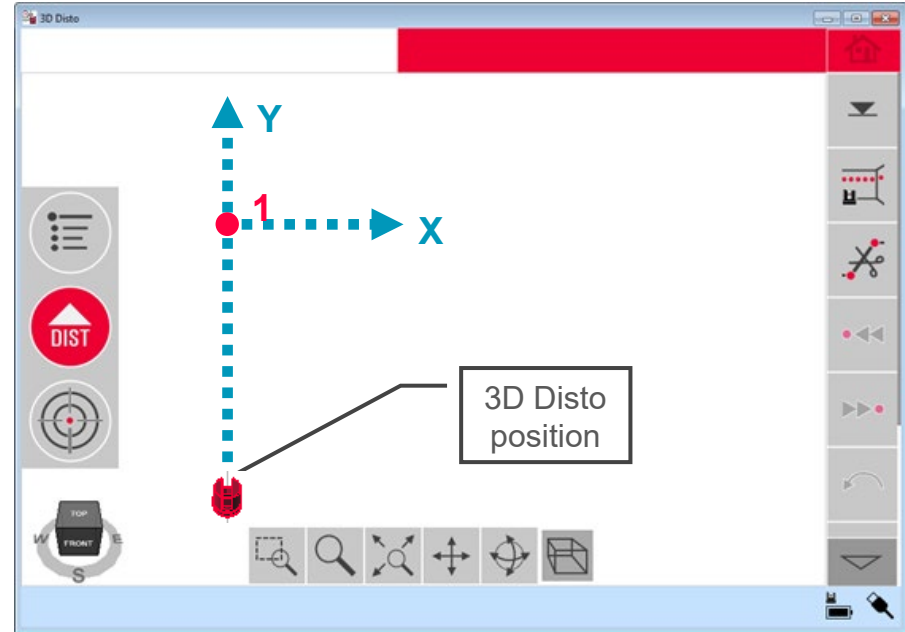 3D Disto
Y
1
X
DIST
3D Disto
position
TOP
FRONT
W
E
S